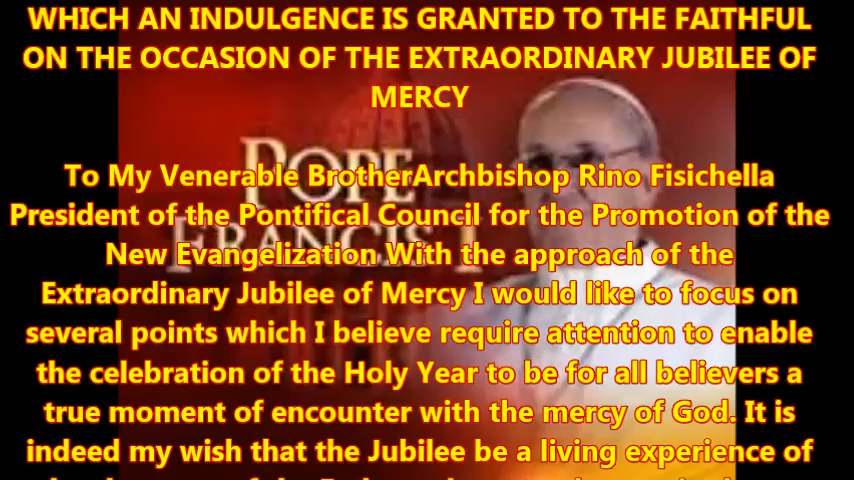 WHICH AN INDULGENCE IS GRANTED TO THE FAITHFUL
ON THE OCCASION OF THE EXTRAORDINARY JUBILEE OF
MERCY
To My Venerable BrotherArchbishop Rino Fisichella
President of the Pontifical Council for the Promotion of the
New Evangelization With the approach of the
Extraordinary Jubilee of Mercy I would like to focus on
several points which I believe require attention to enable
the celebration of the Holy Year to be for all believers a
true moment of encounter with the mercy of God. It is
indeed my wish that the Jubilee be a living experience of
POPE
FRANCIS I